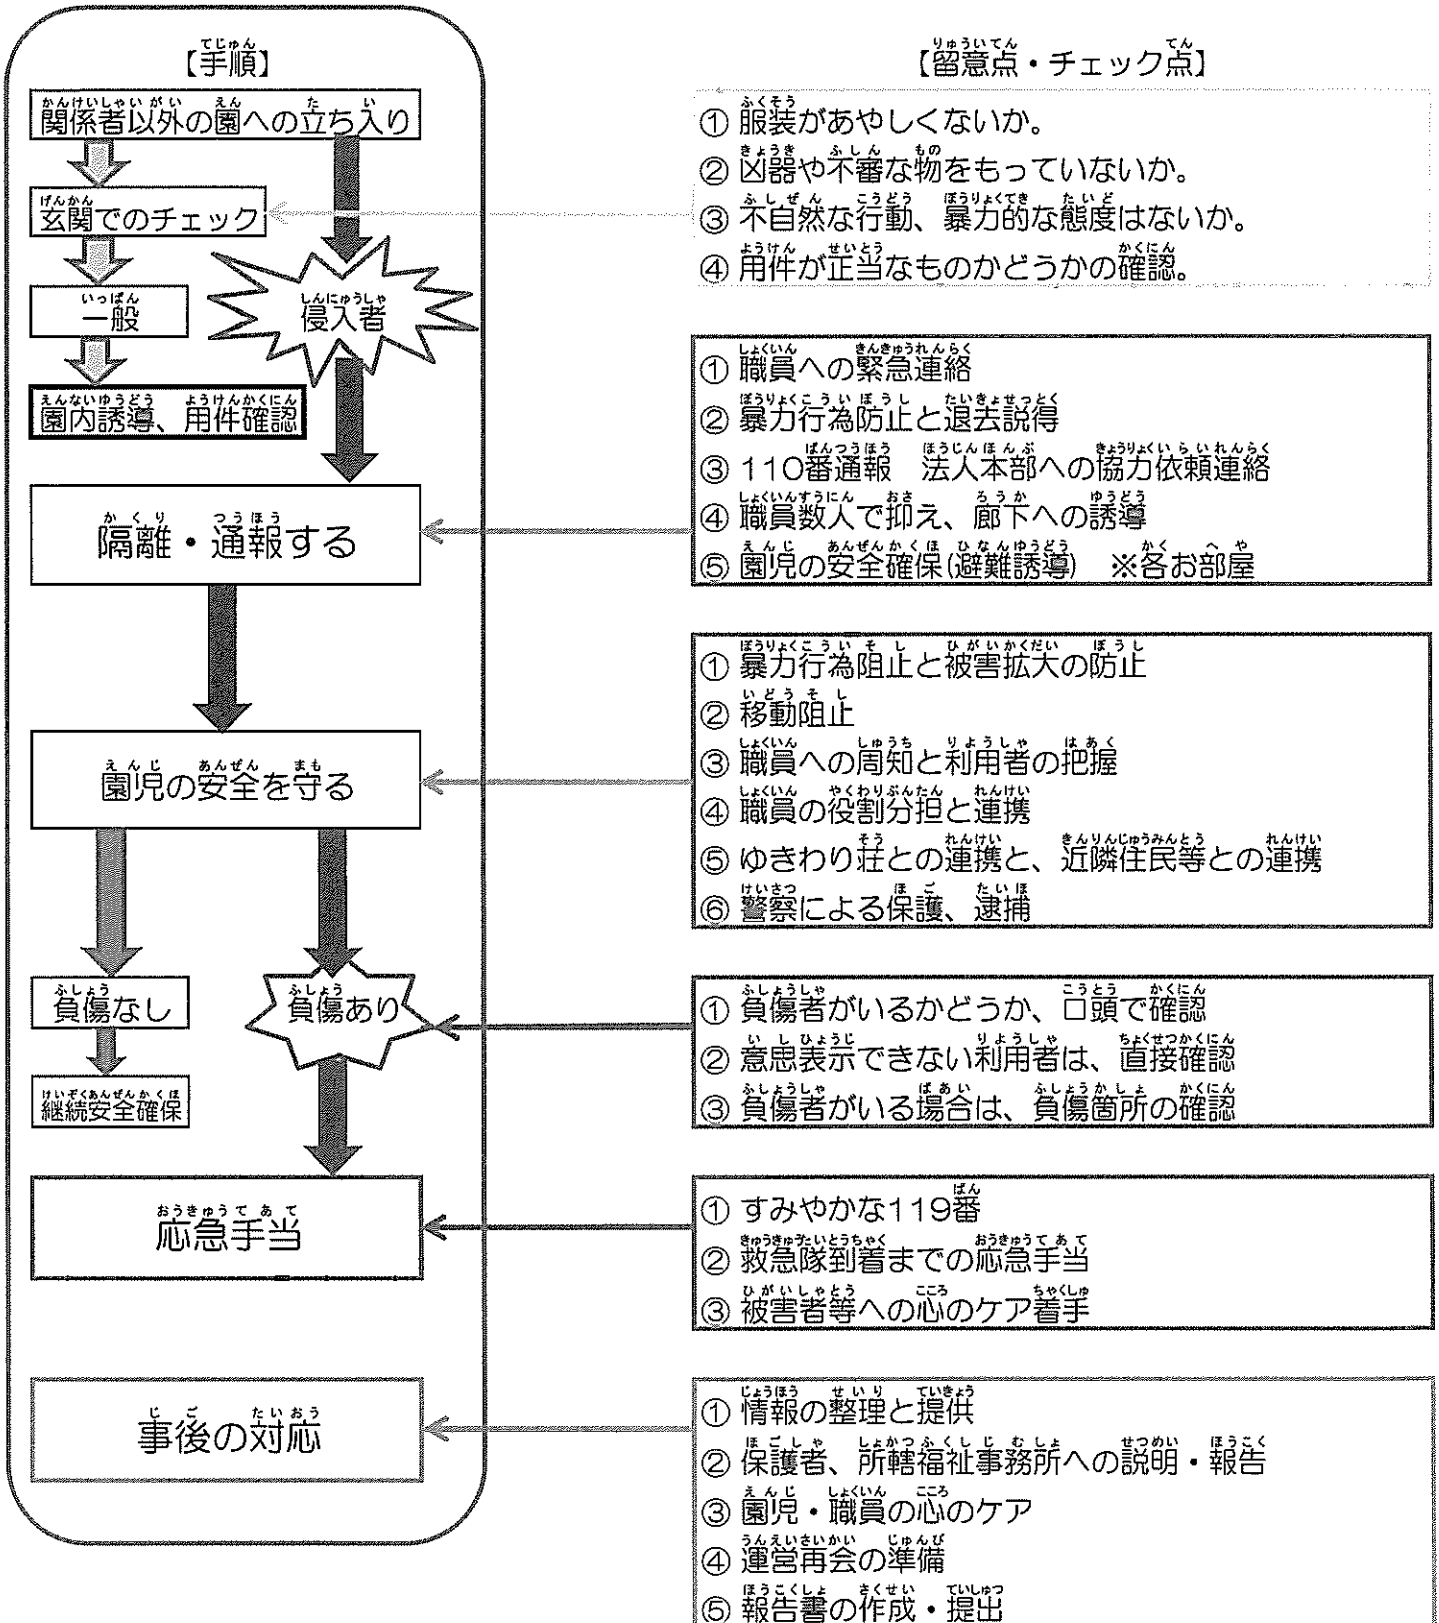 【手順】
関係者以外の園への立ち入り
玄関でのチェック
一般
侵入者
園内誘導、用件確認
隔離・通報する
園児の安全を守る
負傷なし
負傷あり
継続安全確保
応急手当
事後の対応
【留意点・チェック点】
① 服装があやしくないか。
② 凶器や不審な物をもっていないか。
③ 不自然な行動、暴力的な態度はないか。
④ 用件が正当なものかどうかの確認。
① 職員への緊急連絡
② 暴力行為防止と退去説得
③ 110番通報　法人本部への協力依頼連絡
④ 職員数人で抑え、廊下への誘導
⑤ 園児の安全確保(避難誘導)　※各お部屋
① 暴力行為阻止と被害拡大の防止
② 移動阻止
③ 職員への周知と利用者の把握
④ 職員の役割分担と連携
⑤ ゆきわり荘との連携と、近隣住民等との連携
⑥ 警察による保護、逮捕
① 負傷者がいるかどうか、口頭で確認
② 意思表示できない利用者は、直接確認
③ 負傷者がいる場合は、負傷箇所の確認
① すみやかな119番
② 救急隊到着までの応急手当
③ 被害者等への心のケア着手
① 情報の整理と提供
② 保護者、所轄福祉事務所への説明・報告
③ 園児・職員の心のケア
④ 運営再会の準備
⑤ 報告書の作成・提出